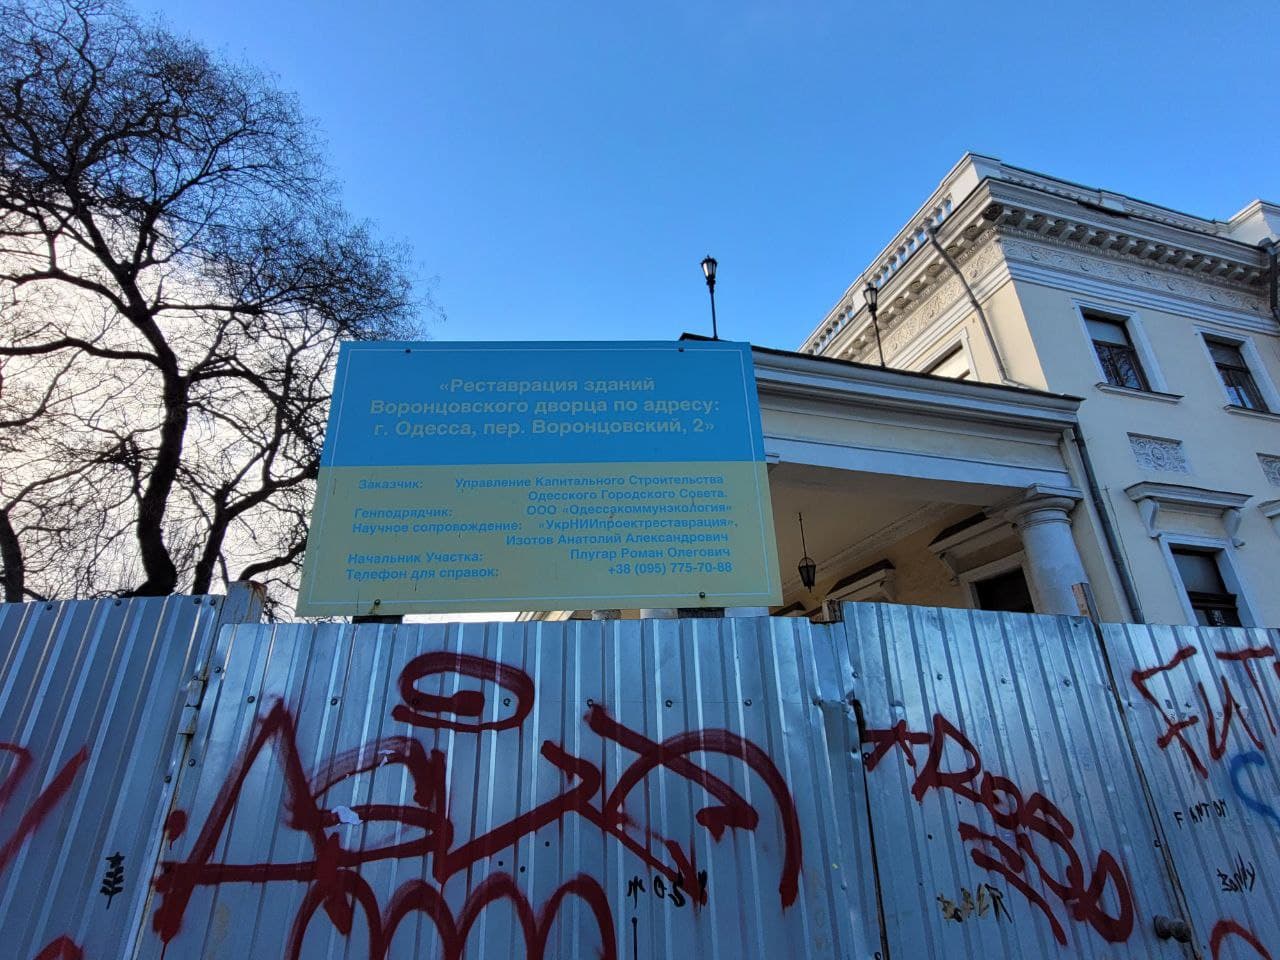 «Реставрация зданий
Воронцовского дворца по адресу:
г. Одесса, пер. Воронцовский, 2»
Заказчик: Управление Капитального Строительства
Одесского Городского Совета.
Генподрядчик: ООО «Одессакоммунэкология»
Научное сопровождение: «УкрНИИпроектреставрация».
Изотов Анатолий Александрович
Начальник Участка: Плугар Роман Олегович
Телефон для справок: +38 (095) 775-70-88
FANTOM